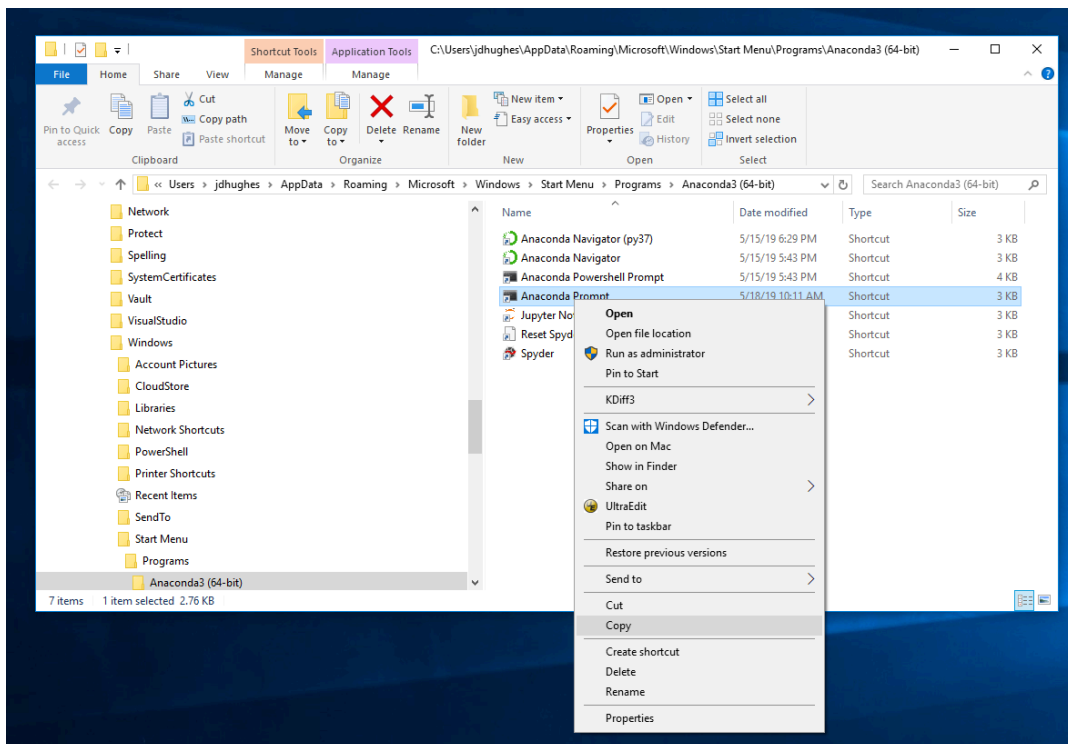 Shortcut Tools Application Tools C:\Users\jdhughes\AppData\Roaming\Microsoft\Windows\Start Menu\Programs\Anaconda3 (64-bit)
File Home Share View Manage Manage
Pin to Quick access
Copy
Paste
Cut
Copy path
Paste shortcut
Clipboard
Move to
Copy to
Delete
Rename
Organize
New folder
New item
Easy access
New
Properties
Open
Edit
History
Open
Select all
Select none
Invert selection
Select
« Users › jdhughes › AppData › Roaming › Microsoft › Windows › Start Menu › Programs › Anaconda3 (64-bit)
Search Anaconda3 (64-bit)
Network
Protect
Spelling
SystemCertificates
Vault
VisualStudio
Windows
Account Pictures
CloudStore
Libraries
Network Shortcuts
PowerShell
Printer Shortcuts
Recent Items
SendTo
Start Menu
Programs
Anaconda3 (64-bit)
Name Date modified Type Size
Anaconda Navigator (py37) 5/15/19 6:29 PM Shortcut 3 KB
Anaconda Navigator 5/15/19 5:43 PM Shortcut 3 KB
Anaconda Powershell Prompt 5/15/19 5:43 PM Shortcut 4 KB
Anaconda Prompt 5/18/19 10:11 AM Shortcut 3 KB
Jupyter No Shortcut 3 KB
Reset Spyd Shortcut 3 KB
Spyder Shortcut 3 KB
Open
Open file location
Run as administrator
Pin to Start
KDiff3
Scan with Windows Defender...
Open on Mac
Show in Finder
Share on
UltraEdit
Pin to taskbar
Restore previous versions
Send to
Cut
Copy
Create shortcut
Delete
Rename
Properties
7 items 1 item selected 2.76 KB